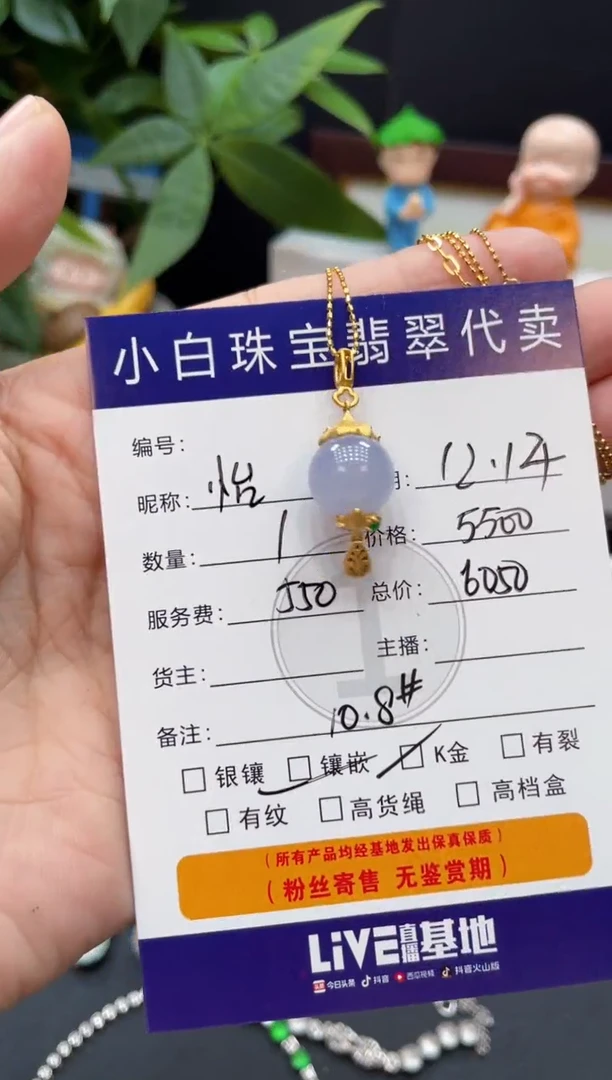 小白珠宝翡翠代卖
编号:
昵称: 怡 期: 12.14
数量: 1 价格: 5500
服务费: 550 总价: 6050
货主: 主播:
备注: 10.8#
银镶 镶嵌 K金 有裂
有纹 高货绳 高档盒
(所有产品均经基地发出保真保质)
(粉丝寄售 无鉴赏期)
LiVE直播基地
头条 今日头条 抖音 西瓜视频 抖音火山版